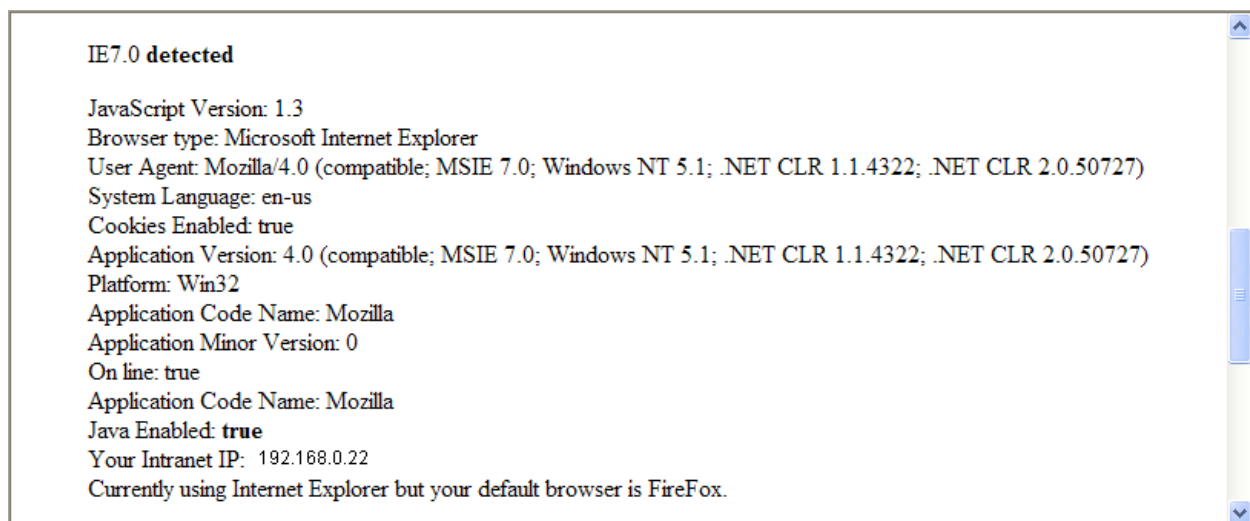 IE7.0 detected
JavaScript Version: 1.3
Browser type: Microsoft Internet Explorer
User Agent: Mozilla/4.0 (compatible; MSIE 7.0; Windows NT 5.1; .NET CLR 1.1.4322; .NET CLR 2.0.50727)
System Language: en-us
Cookies Enabled: true
Application Version: 4.0 (compatible; MSIE 7.0; Windows NT 5.1; .NET CLR 1.1.4322; .NET CLR 2.0.50727)
Platform: Win32
Application Code Name: Mozilla
Application Minor Version: 0
On line: true
Application Code Name: Mozilla
Java Enabled: true
Your Intranet IP: 192.168.0.22
Currently using Internet Explorer but your default browser is FireFox.